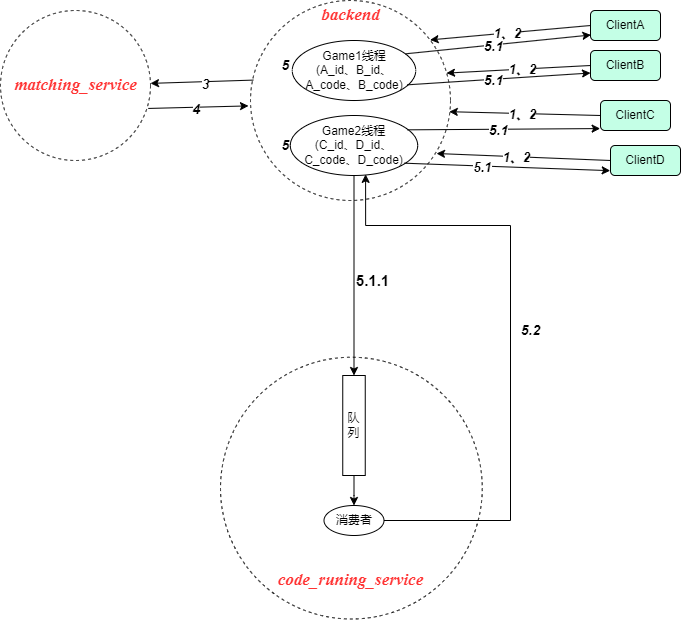 backend
ClientA
1、2
5.1
Game1线程
(A_id、B_id、
A_code、B_code)
5
ClientB
1、2
5.1
matching_service
3
4
ClientC
1、2
5.1
Game2线程
(C_id、D_id、
C_code、D_code)
5
ClientD
1、2
5.1
5.1.1
5.2
队
列
消费者
code_runing_service